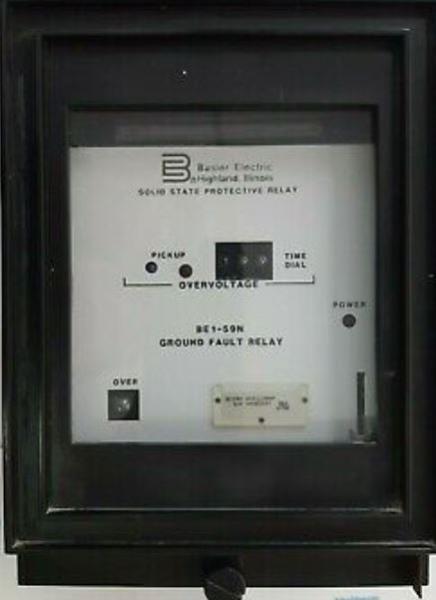 Basler Electric
Highland, Illinois
SOLID STATE PROTECTIVE RELAY
PICKUP
TIME
DIAL
OVERVOLTAGE
POWER
BE1-59N
GROUND FAULT RELAY
OVER